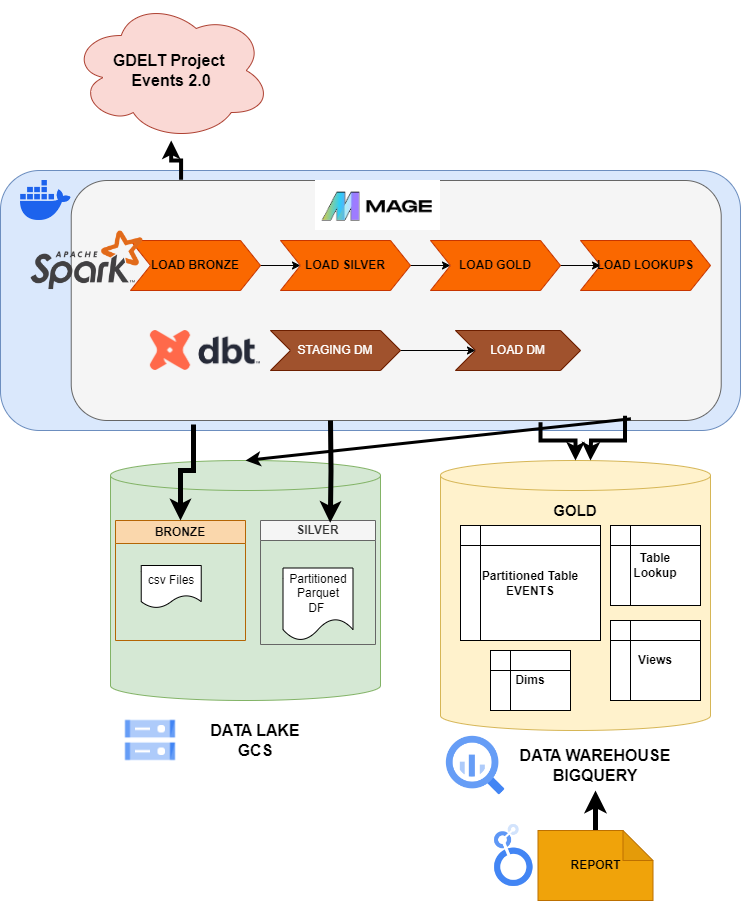 GDELT Project
Events 2.0
MAGE
APACHE
Spark™
LOAD BRONZE
LOAD SILVER
LOAD GOLD
LOAD LOOKUPS
dbt™
STAGING DM
LOAD DM
BRONZE
csv Files
SILVER
Partitioned
Parquet
DF
GOLD
Partitioned Table
EVENTS
Table
Lookup
Dims
Views
DATA LAKE
GCS
DATA WAREHOUSE
BIGQUERY
REPORT